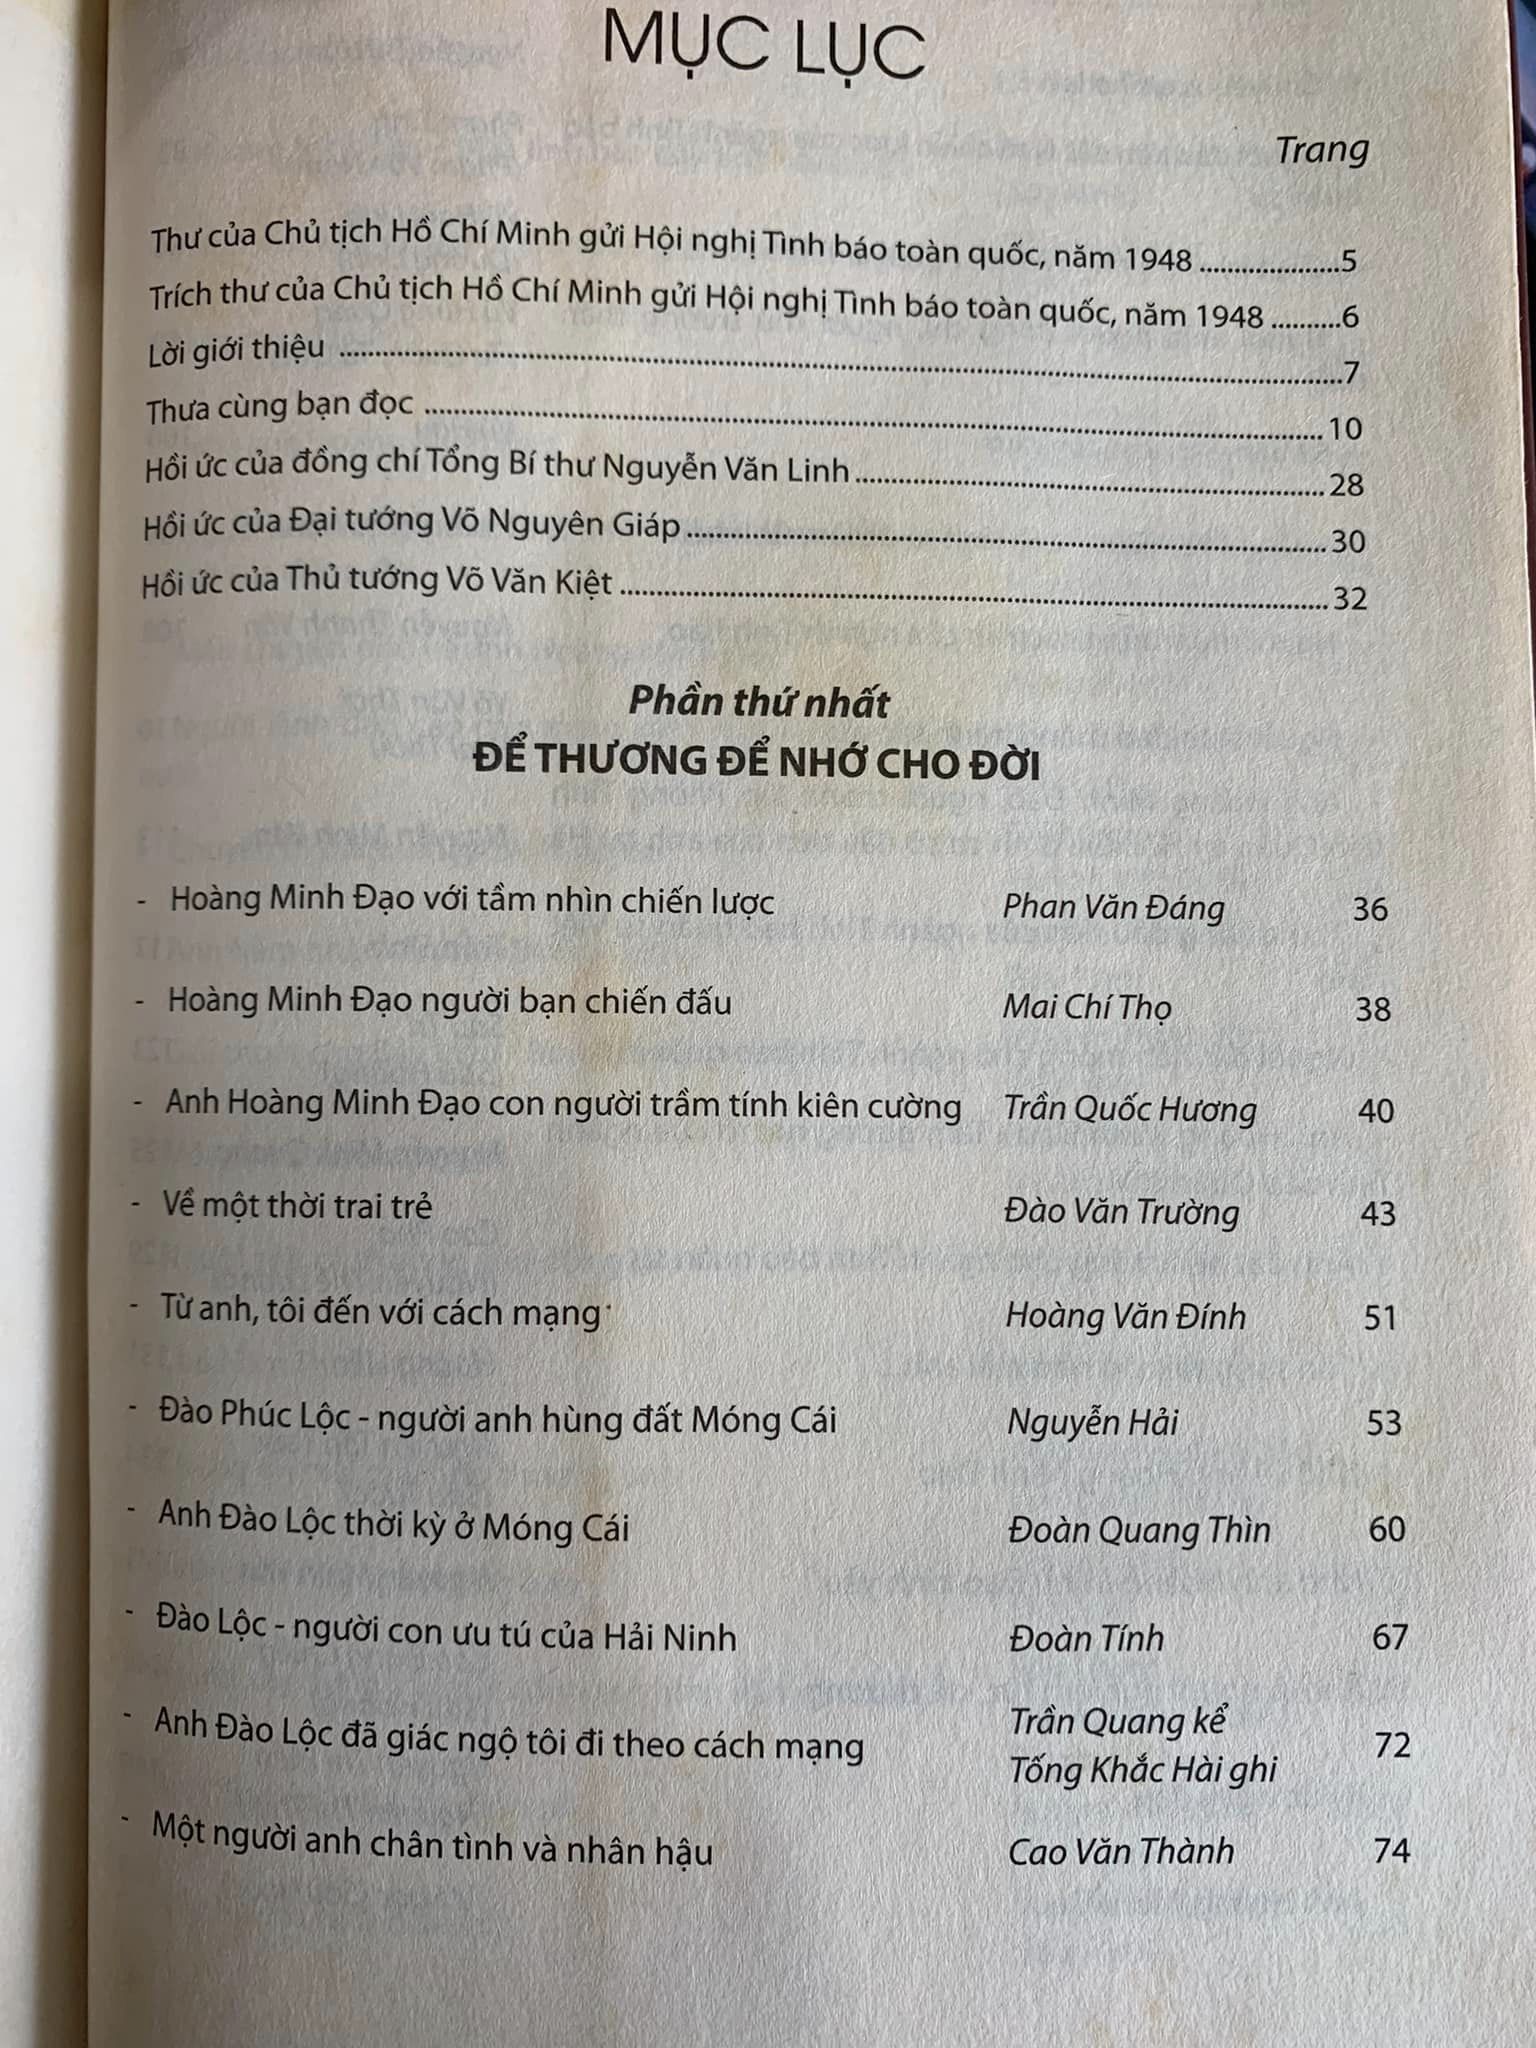 MỤC LỤC
Trang
Thư của Chủ tịch Hồ Chí Minh gửi Hội nghị Tình báo toàn quốc, năm 1948 ....................5
Trích thư của Chủ tịch Hồ Chí Minh gửi Hội nghị Tình báo toàn quốc, năm 1948 ..........6
Lời giới thiệu ....................7
Thưa cùng bạn đọc ....................10
Hồi ức của đồng chí Tổng Bí thư Nguyễn Văn Linh....................28
Hồi ức của Đại tướng Võ Nguyên Giáp....................30
Hồi ức của Thủ tướng Võ Văn Kiệt ....................32
Phần thứ nhất
ĐỂ THƯƠNG ĐỂ NHỚ CHO ĐỜI
- Hoàng Minh Đạo với tầm nhìn chiến lược Phan Văn Đáng 36
- Hoàng Minh Đạo người bạn chiến đấu Mai Chí Thọ 38
- Anh Hoàng Minh Đạo con người trầm tính kiên cường Trần Quốc Hương 40
- Về một thời trai trẻ Đào Văn Trường 43
- Từ anh, tôi đến với cách mạng Hoàng Văn Đính 51
- Đào Phúc Lộc - người anh hùng đất Móng Cái Nguyễn Hải 53
- Anh Đào Lộc thời kỳ ở Móng Cái Đoàn Quang Thìn 60
- Đào Lộc - người con ưu tú của Hải Ninh Đoàn Tính 67
- Anh Đào Lộc đã giác ngộ tôi đi theo cách mạng Trần Quang kể 72
Tống Khắc Hài ghi
- Một người anh chân tình và nhân hậu Cao Văn Thành 74